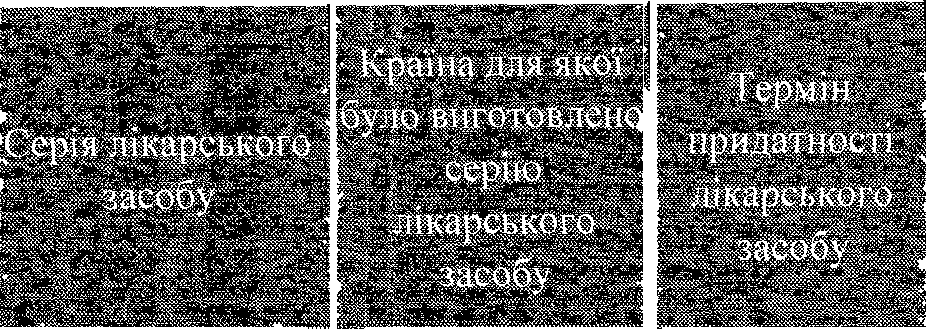 Серія лікарського
засобу
Країна для якої
було виготовлено
серію
лікарського
засобу
Термін
придатності
лікарського
засобу